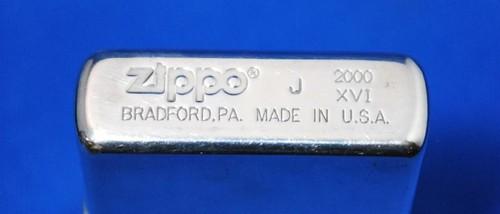 zippo® J 2000
XVI
BRADFORD,PA. MADE IN U.S.A.